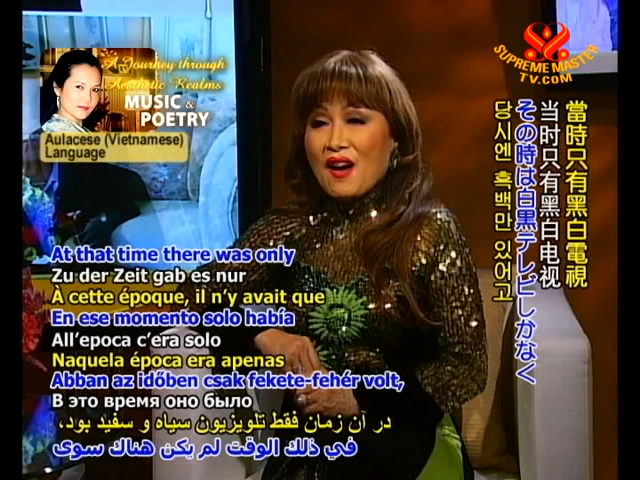 A Journey through
Aesthetic Realms
MUSIC &
POETRY
Aulacese (Vietnamese)
Language
SUPREME MASTER
TV.COM
At that time there was only
Zu der Zeit gab es nur
À cette époque, il n'y avait que
En ese momento solo había
All'epoca c'era solo
Naquela época era apenas
Abban az időben csak fekete-fehér volt,
В это время оно было
در آن زمان فقط تلویزیون سیاه و سفید بود،
في ذلك الوقت لم يكن هناك سوى
當時只有黑白電視
当时只有黑白电视
その時は白黒テレビしかなく
당시엔 흑백만 있어고